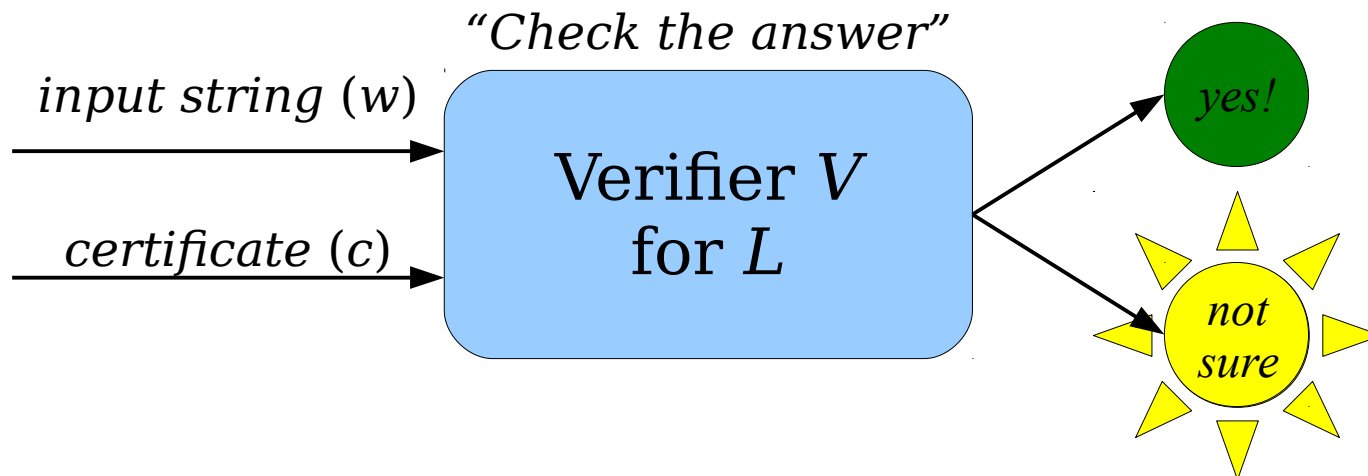 “Check the answer”
input string (w)
certificate (c)
Verifier V
for L
yes!
not
sure